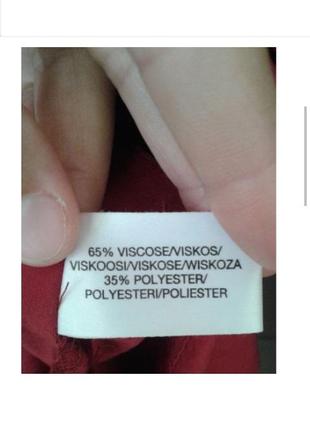 65% VISCOSE/VISKOS/
VISKOOSI/VISKOSE/WISKOZA
35% POLYESTER/
POLYESTERI/POLIESTER